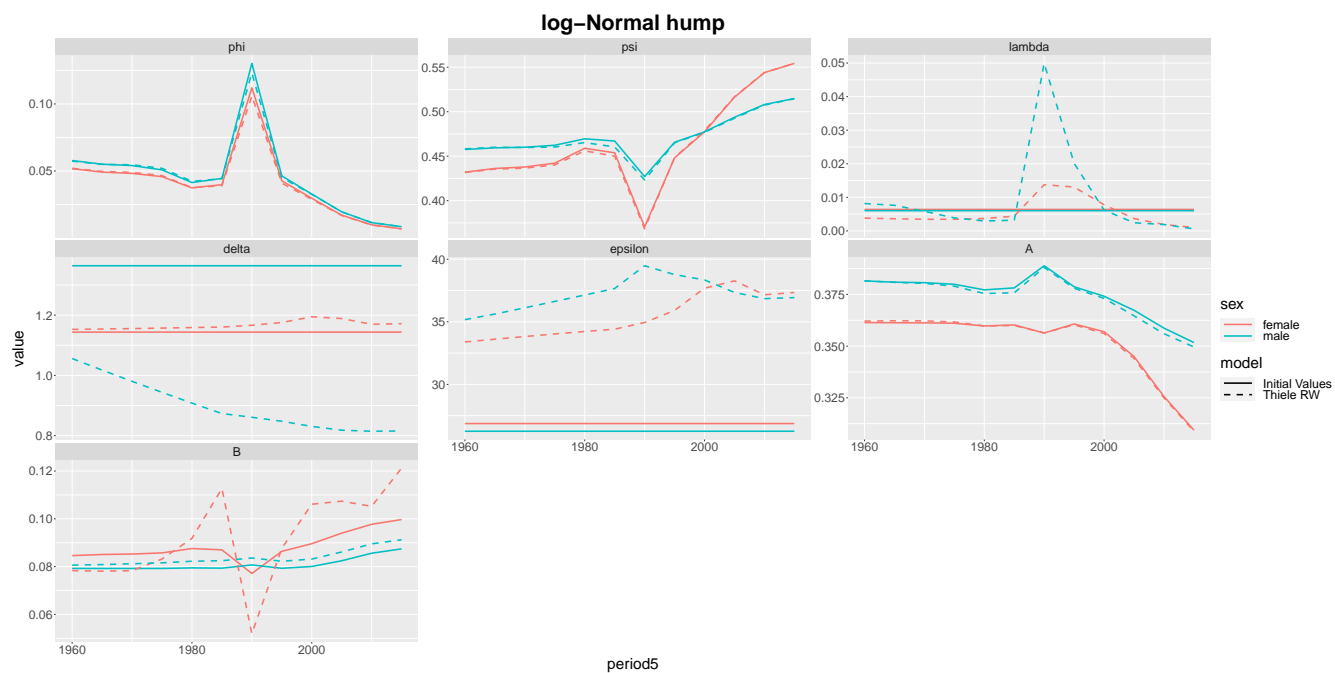 log−Normal hump
phi
psi
lambda
0.10
0.05
0.55
0.50
0.45
0.40
0.05
0.04
0.03
0.02
0.01
0.00
delta
epsilon
A
1.2
1.0
0.8
40
35
30
0.375
0.350
0.325
1960 1980 2000
1960 1980 2000
B
0.12
0.10
0.08
0.06
1960 1980 2000
value
period5
sex
female
male
model
Initial Values
Thiele RW